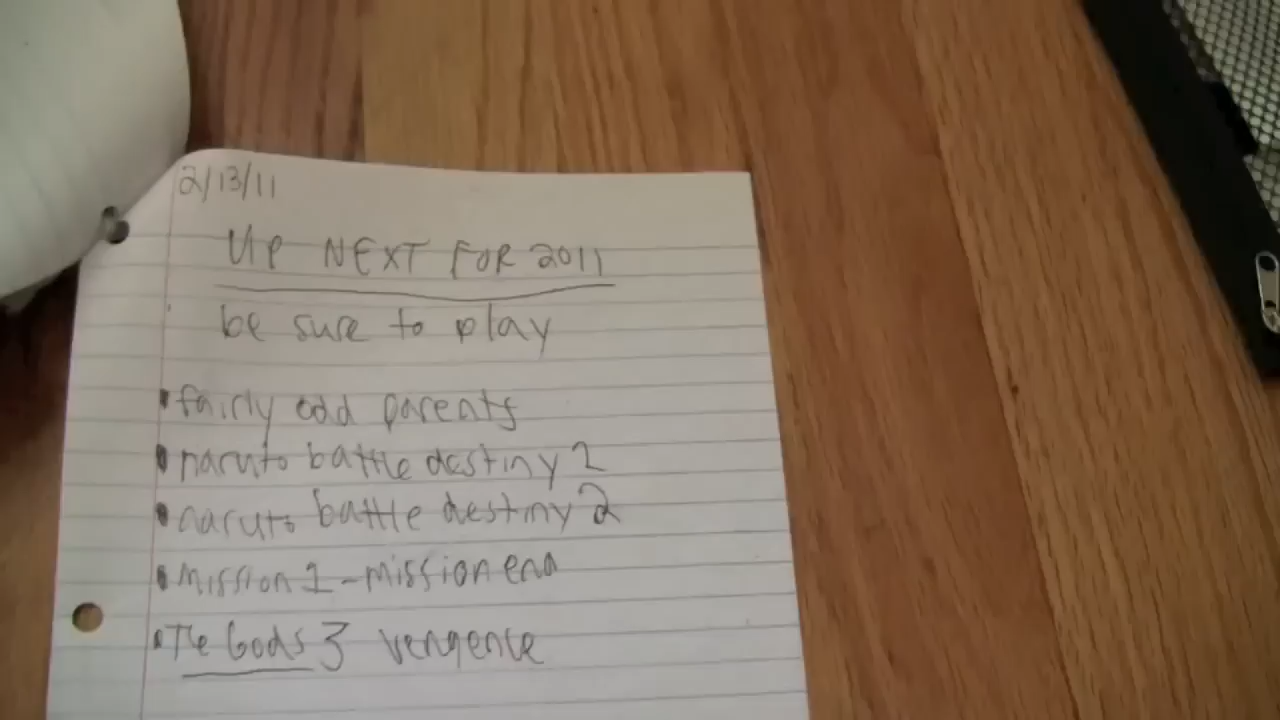 2/13/11
UP NEXT FOR 2011
be sure to play
• fairly odd parents
• naruto battle destiny 2
• naruto battle destiny 2
• mission 1 - mission end
• The Gods 3 vengence